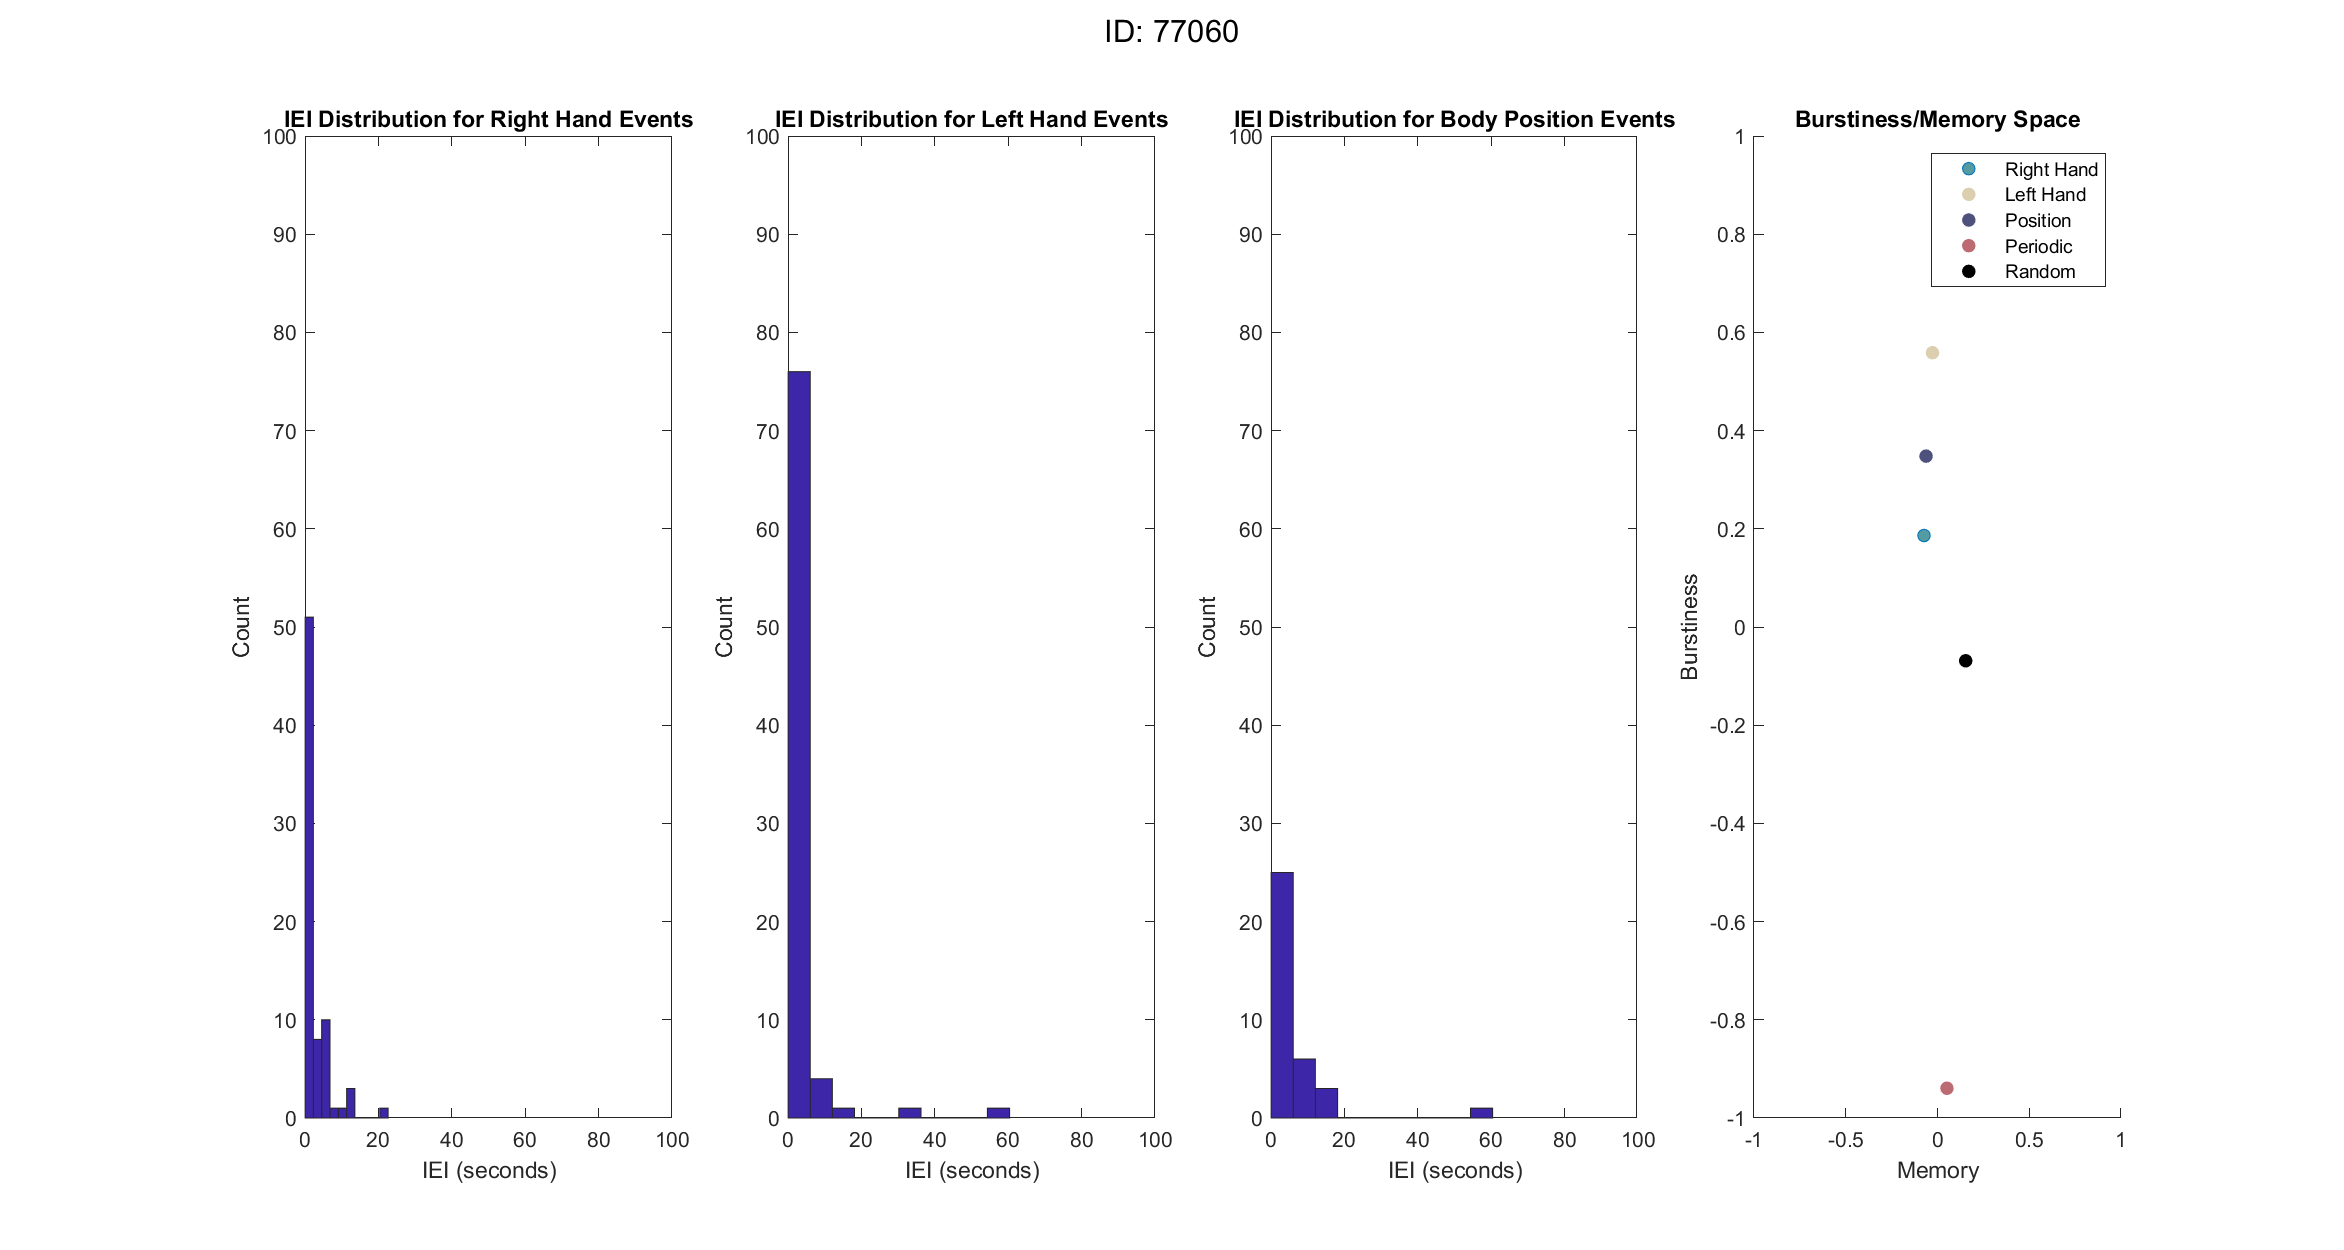 ID: 77060
IEI Distribution for Right Hand Events
100
90
80
70
60
50
40
30
20
10
0
Count
0 20 40 60 80 100
IEI (seconds)
IEI Distribution for Left Hand Events
100
90
80
70
60
50
40
30
20
10
0
Count
0 20 40 60 80 100
IEI (seconds)
IEI Distribution for Body Position Events
100
90
80
70
60
50
40
30
20
10
0
Count
0 20 40 60 80 100
IEI (seconds)
Burstiness/Memory Space
1
0.8
0.6
0.4
0.2
0
-0.2
-0.4
-0.6
-0.8
-1
Burstiness
Right Hand
Left Hand
Position
Periodic
Random
-1 -0.5 0 0.5 1
Memory